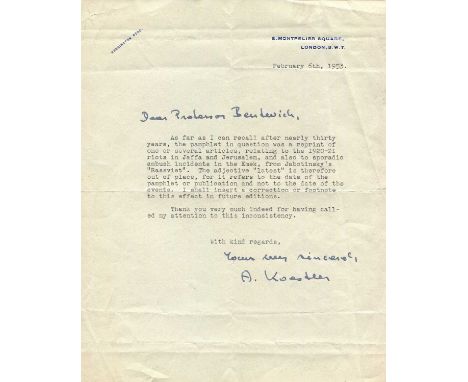 8, MONTPELIER SQUARE,
LONDON, S.W.7.
February 6th, 1953.
Dear Professor Bentwich,
As far as I can recall after nearly thirty
years, the pamphlet in question was a reprint of
one or several articles, relating to the 1920-21
riots in Jaffa and Jerusalem, and also to sporadic
ambush incidents in the Emek, from Jabotinsky's
"Rassviet". The adjective "latest" is therefore
out of place, for it refers to the date of the
pamphlet or publication and not to the date of the
events. I shall insert a correction or footnote
to this effect in future editions.
Thank you very much indeed for having call-
ed my attention to this inconsistency.
With kind regards,
Yours very sincerely,
A. Koestler